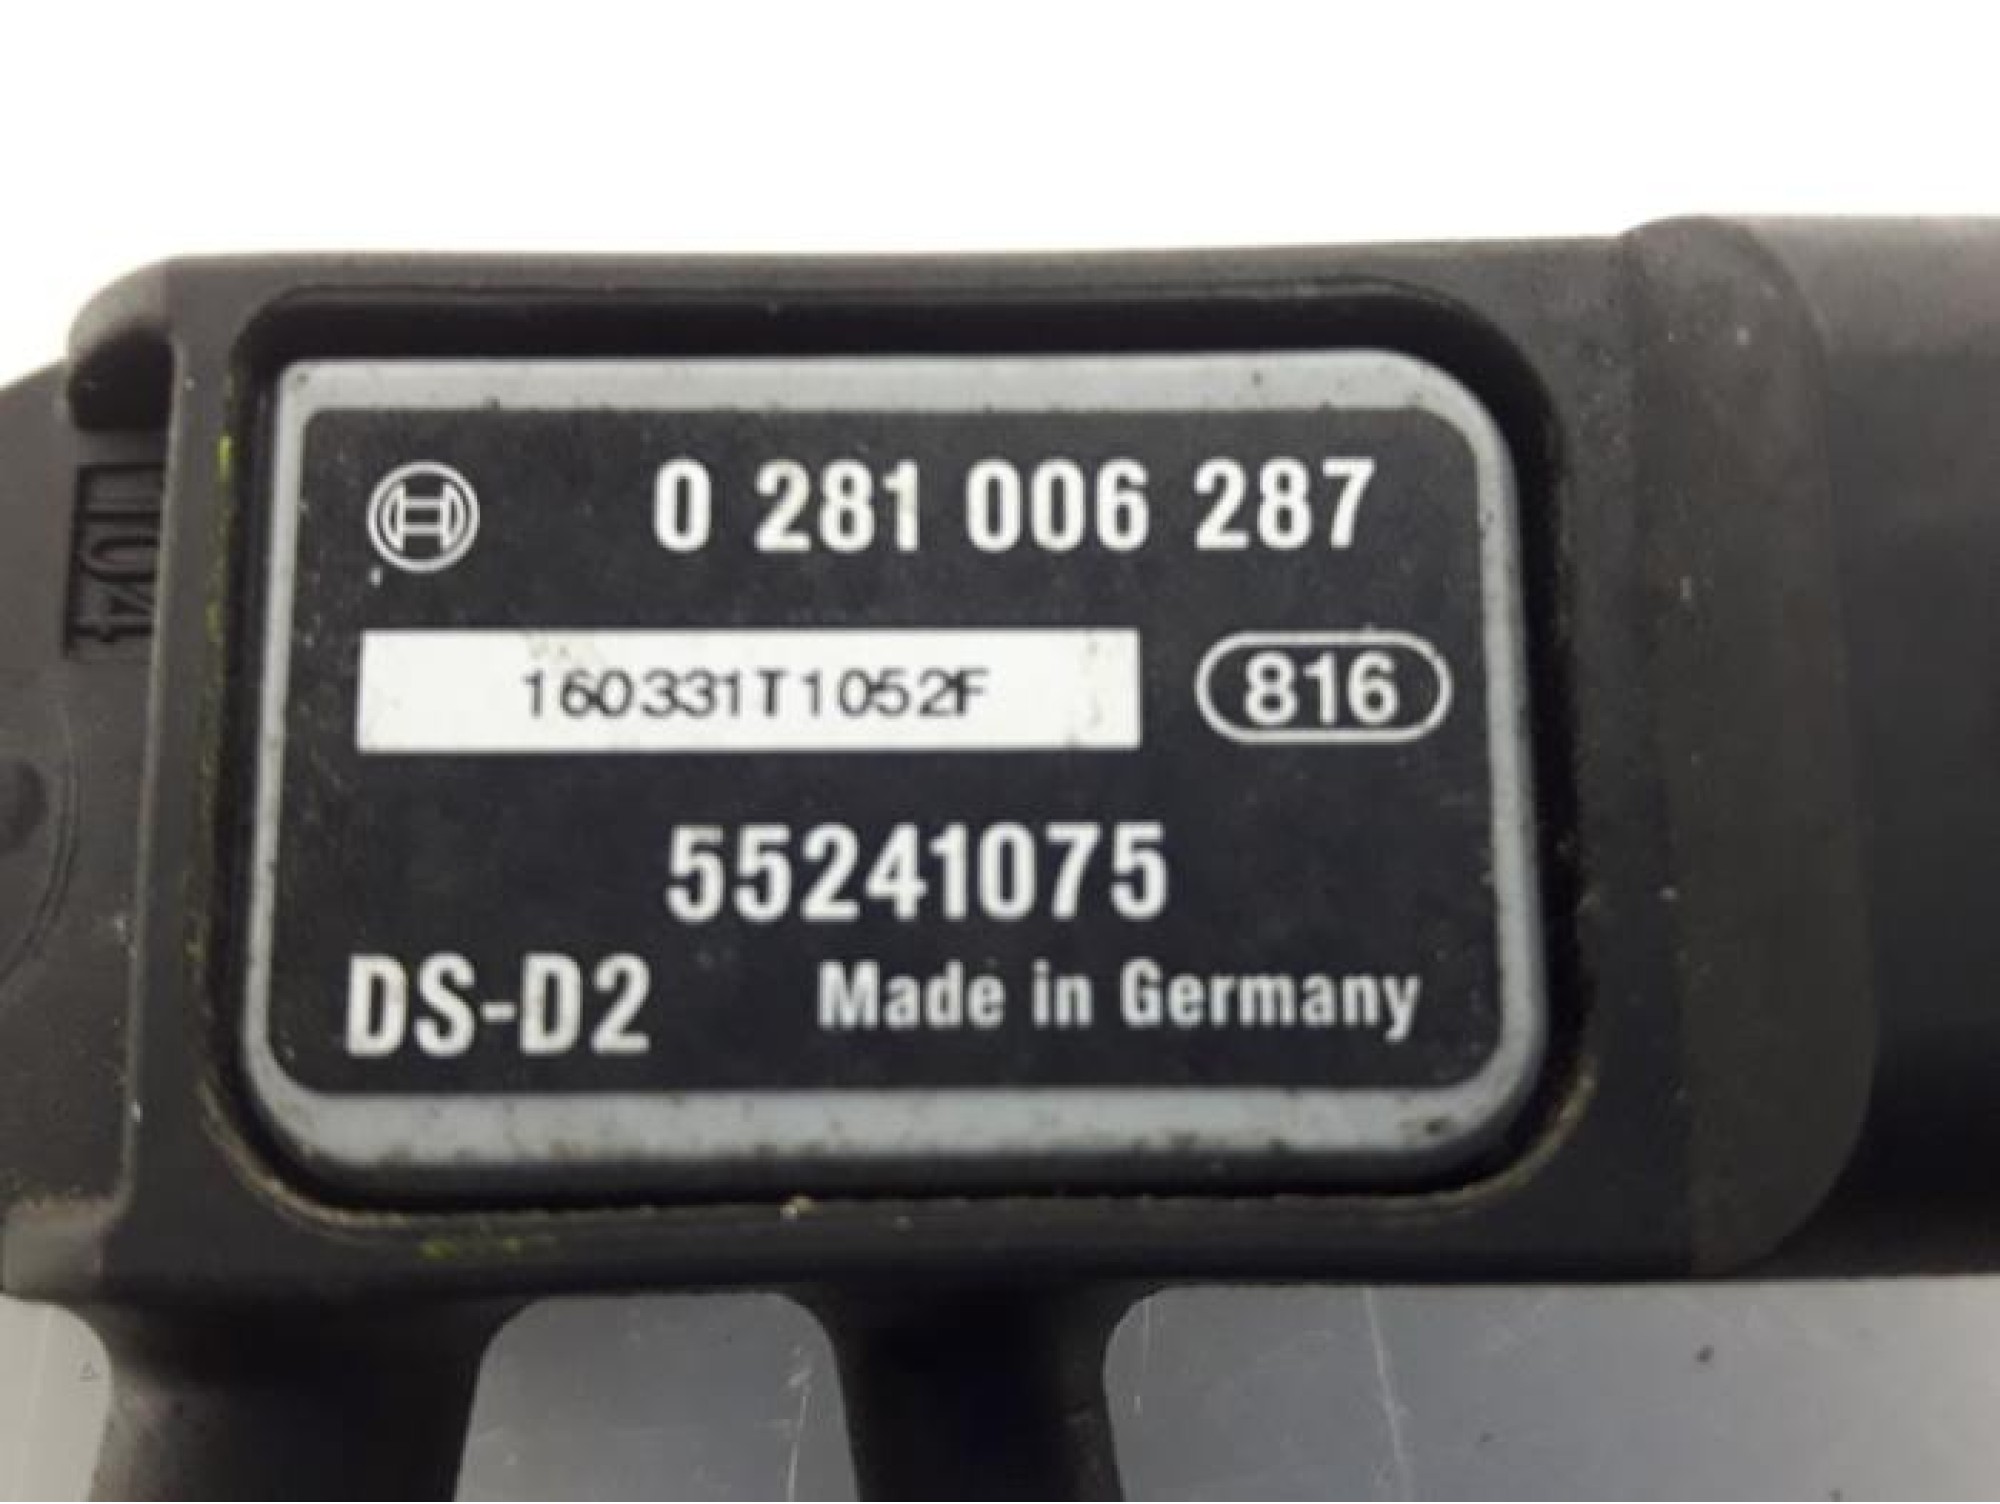 0 281 006 287
160331T1052F
816
55241075
DS-D2
Made in Germany